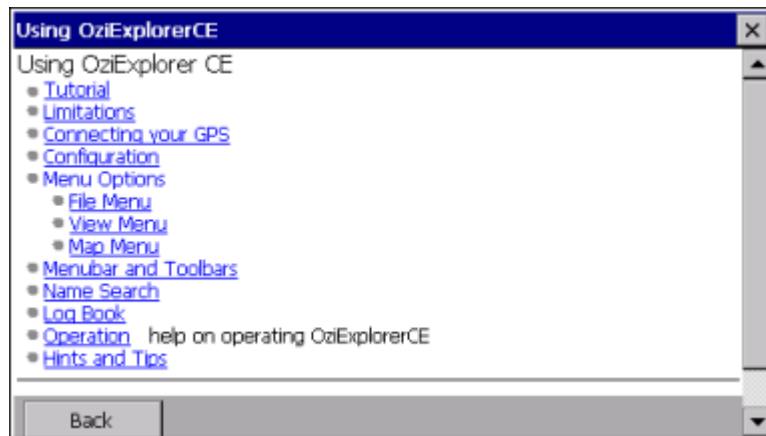 Using OziExplorerCE
Using OziExplorer CE
Tutorial
Limitations
Connecting your GPS
Configuration
Menu Options
File Menu
View Menu
Map Menu
Menubar and Toolbars
Name Search
Log Book
Operation help on operating OziExplorerCE
Hints and Tips
Back